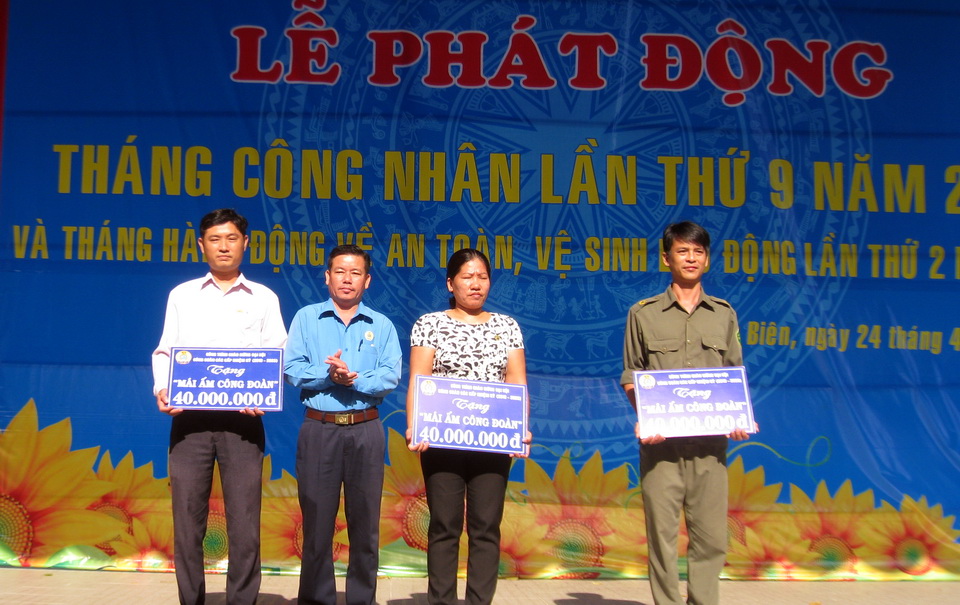 LỄ PHÁT ĐỘNG
THÁNG CÔNG NHÂN LẦN THỨ 9 NĂM 2
VÀ THÁNG HÀNH ĐỘNG VỀ AN TOÀN, VỆ SINH LAO ĐỘNG LẦN THỨ 2
Biên, ngày 24 tháng 4
Tặng
"MÁI ẤM CÔNG ĐOÀN"
40.000.000 đ
Tặng
"MÁI ẤM CÔNG ĐOÀN"
40.000.000 đ
Tặng
"MÁI ẤM CÔNG ĐOÀN"
40.000.000 đ